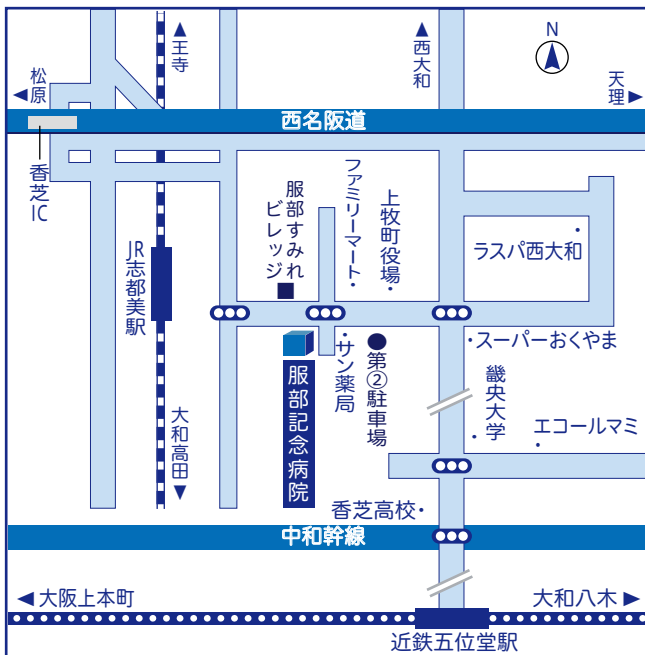 ▲王寺
▲西大和
N
◀松原
天理▶
西名阪道
香芝IC
服部すみれ
ビレッジ
ファミリーマート・
上牧町役場・
ラスパ西大和
JR志都美駅
・サン薬局
●第②駐車場
・スーパーおくやま
服部記念病院
畿央大学
エコールマミ
大和高田▼
香芝高校・
中和幹線
◀大阪上本町
大和八木▶
近鉄五位堂駅